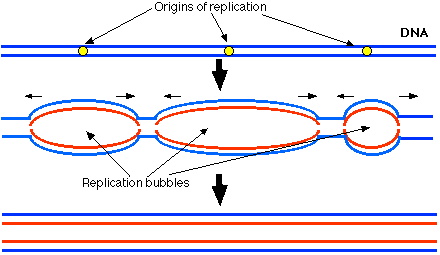 Origins of replication
DNA
Replication bubbles